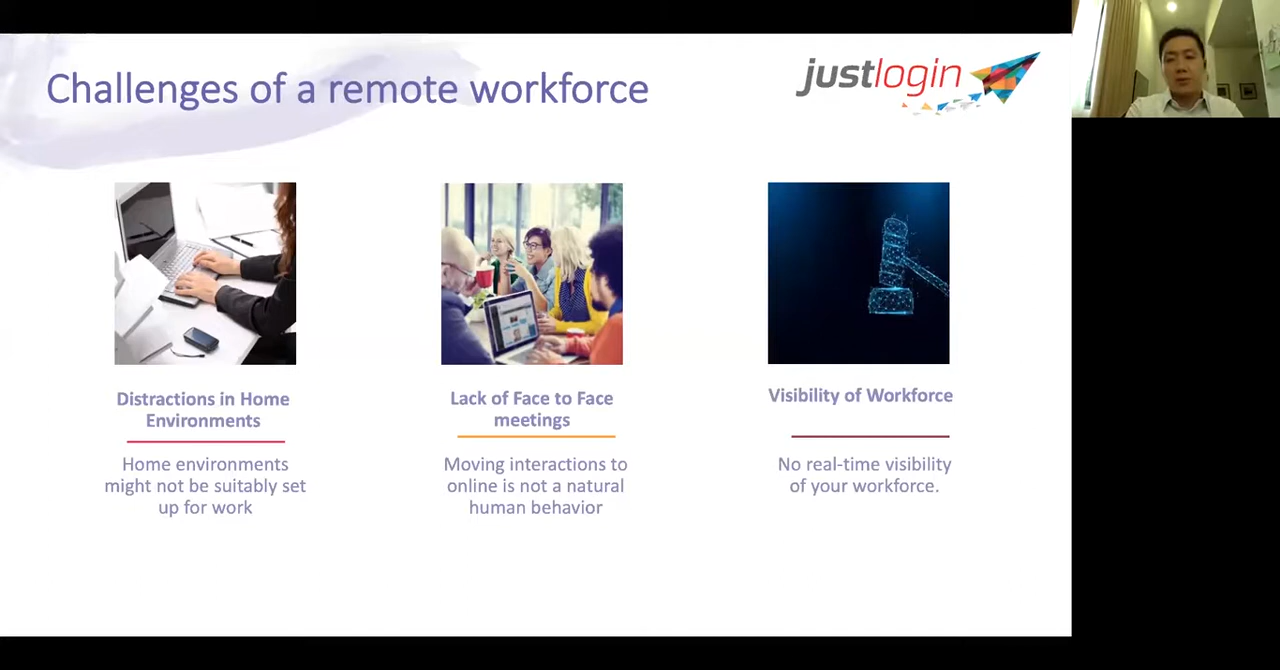 Challenges of a remote workforce
justlogin
Distractions in Home
Environments
Home environments
might not be suitably set
up for work
Lack of Face to Face
meetings
Moving interactions to
online is not a natural
human behavior
Visibility of Workforce
No real-time visibility
of your workforce.